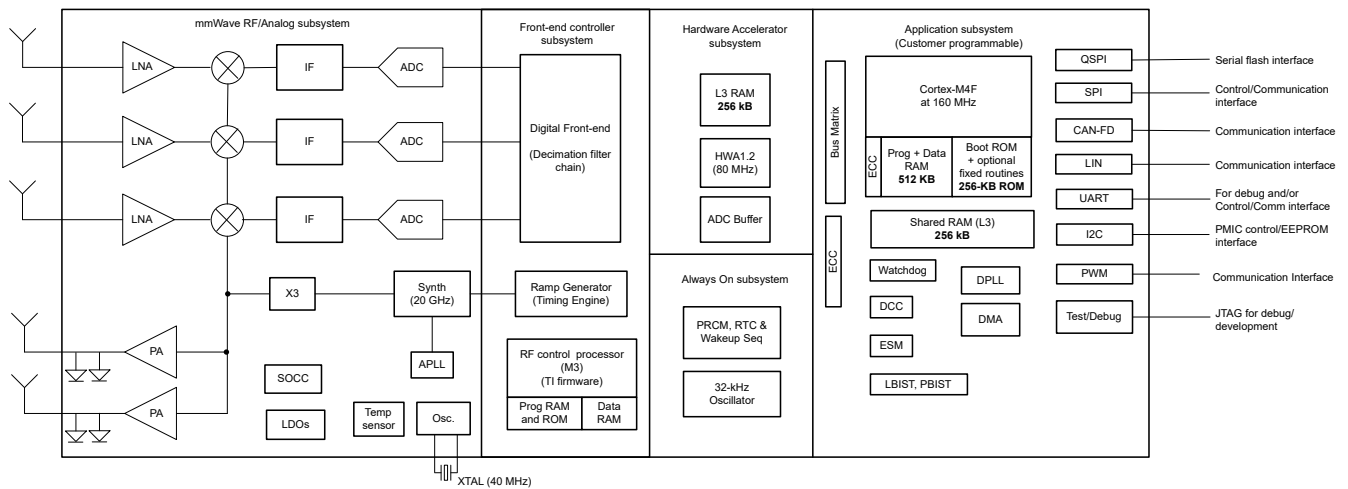 mmWave RF/Analog subsystem
LNA
IF
ADC
LNA
IF
ADC
LNA
IF
ADC
X3
Synth
(20 GHz)
PA
APLL
SOCC
PA
LDOs
Temp
sensor
Osc.
XTAL (40 MHz)
Front-end controller
subsystem
Digital Front-end
(Decimation filter
chain)
Ramp Generator
(Timing Engine)
RF control processor
(M3)
(TI firmware)
Prog RAM
and ROM
Data
RAM
Hardware Accelerator
subsystem
L3 RAM
256 kB
HWA1.2
(80 MHz)
ADC Buffer
Always On subsystem
PRCM, RTC &
Wakeup Seq
32-kHz
Oscillator
Application subsystem
(Customer programmable)
Bus Matrix
Cortex-M4F
at 160 MHz
ECC
Prog + Data
RAM
512 KB
Boot ROM
+ optional
fixed routines
256-KB ROM
Shared RAM (L3)
256 kB
ECC
Watchdog
DPLL
DCC
DMA
ESM
LBIST, PBIST
QSPI
Serial flash interface
SPI
Control/Communication
interface
CAN-FD
Communication interface
LIN
Communication interface
UART
For debug and/or
Control/Comm interface
I2C
PMIC control/EEPROM
interface
PWM
Communication Interface
Test/Debug
JTAG for debug/
development